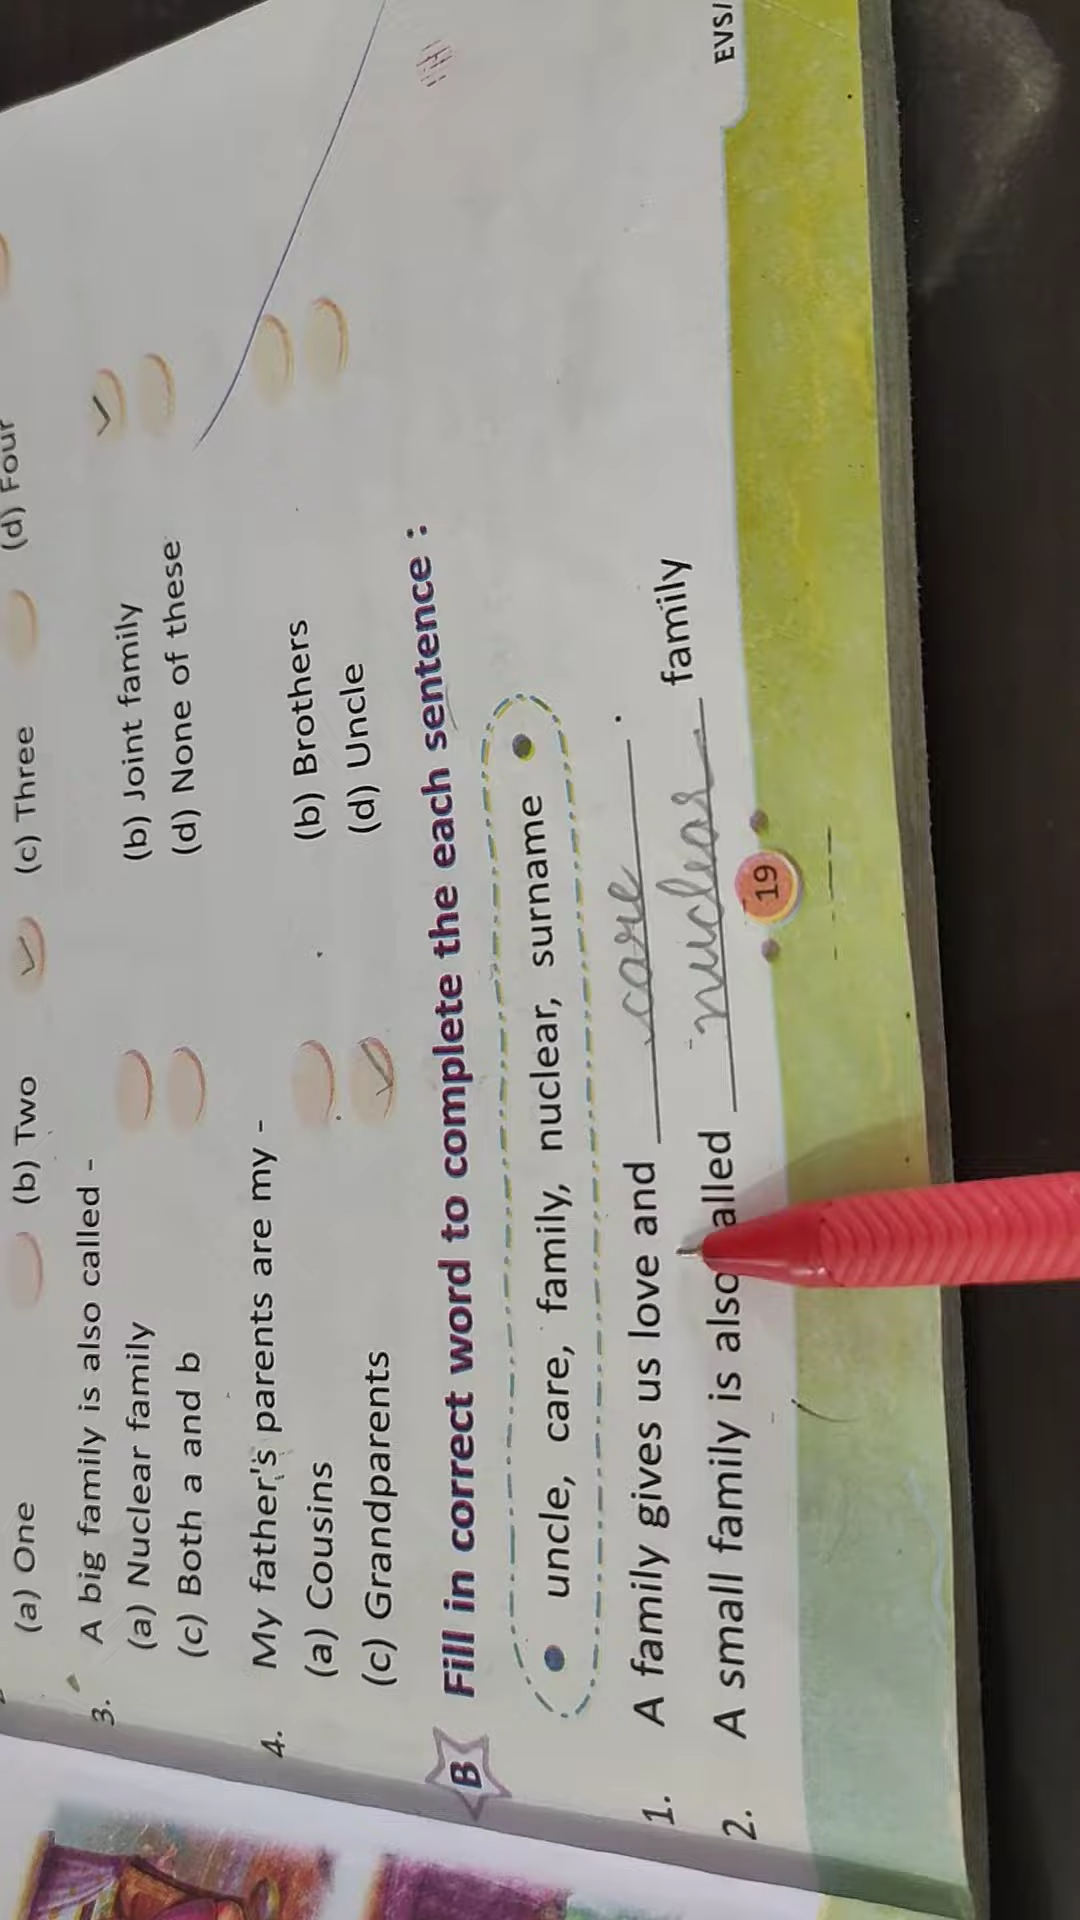 (a) One (b) Two (c) Three (d) Four
3. A big family is also called -
(a) Nuclear family (b) Joint family
(c) Both a and b (d) None of these
4. My father's parents are my -
(a) Cousins (b) Brothers
(c) Grandparents (d) Uncle
B Fill in correct word to complete the each sentence :
uncle, care, family, nuclear, surname
1. A family gives us love and care .
2. A small family is also called nuclear family
19
EVS/